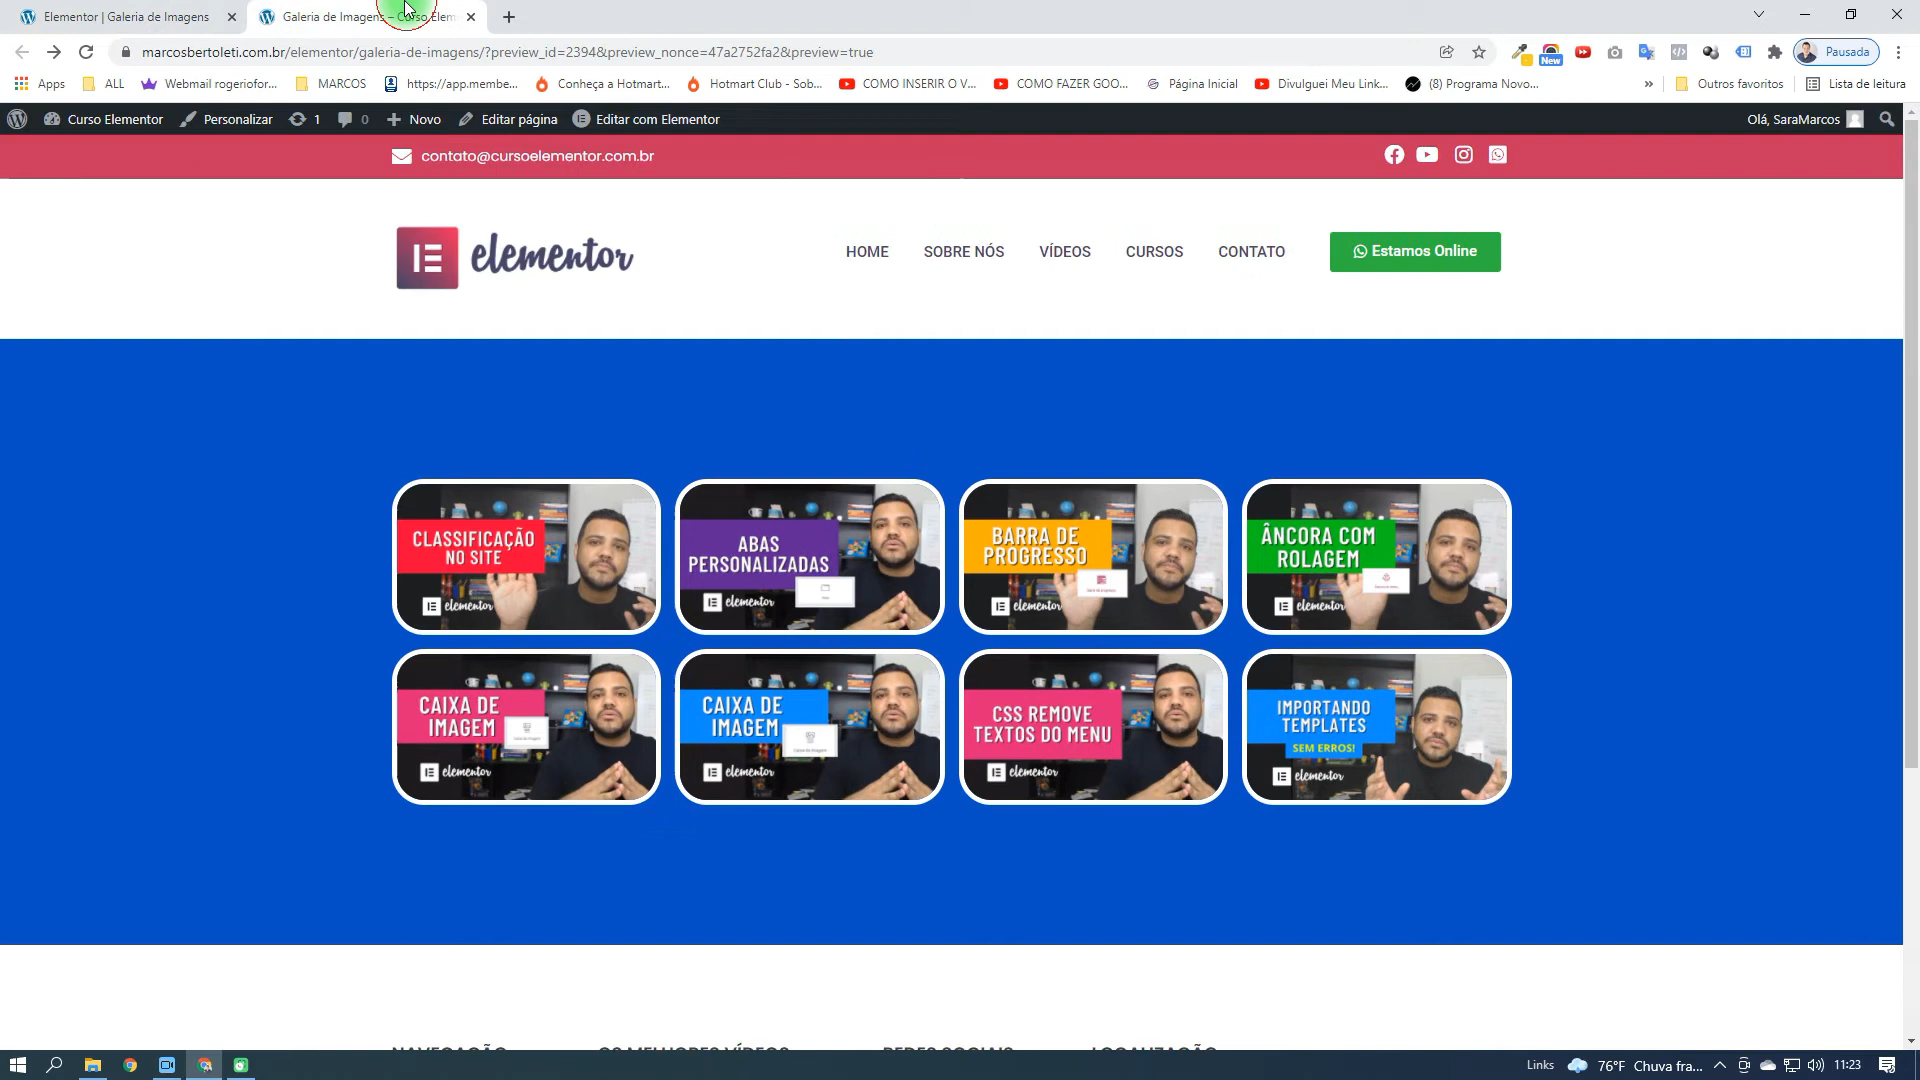 Elementor | Galeria de Imagens
Galeria de Imagens – Curso Elem
marcosbertoleti.com.br/elementor/galeria-de-imagens/?preview_id=2394&preview_nonce=47a2752fa2&preview=true
New
Pausada
Apps
ALL
Webmail rogeriofor...
MARCOS
https://app.membe...
Conheça a Hotmart...
Hotmart Club - Sob...
COMO INSERIR O V...
COMO FAZER GOO...
Página Inicial
Divulguei Meu Link...
(8) Programa Novo...
»
Outros favoritos
Lista de leitura
Curso Elementor
Personalizar
1
0
Novo
Editar página
Editar com Elementor
Olá, SaraMarcos
contato@cursoelementor.com.br
elementor
HOME
SOBRE NÓS
VÍDEOS
CURSOS
CONTATO
Estamos Online
CLASSIFICAÇÃO
NO SITE
elementor
ABAS
PERSONALIZADAS
elementor
BARRA DE
PROGRESSO
elementor
ÂNCORA COM
ROLAGEM
elementor
CAIXA DE
IMAGEM
elementor
CAIXA DE
IMAGEM
elementor
CSS REMOVE
TEXTOS DO MENU
elementor
IMPORTANDO
TEMPLATES
SEM ERROS!
elementor
NAVEGAÇÃO
OS MELHORES VÍDEOS
REDES SOCIAIS
LOCALIZAÇÃO
Links
76°F Chuva fra...
11:23